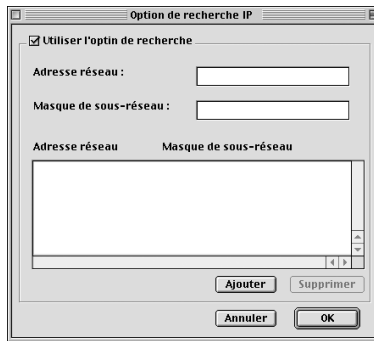 Option de recherche IP
Utiliser l'optin de recherche
Adresse réseau :
Masque de sous-réseau :
Adresse réseau Masque de sous-réseau
Ajouter Supprimer
Annuler OK